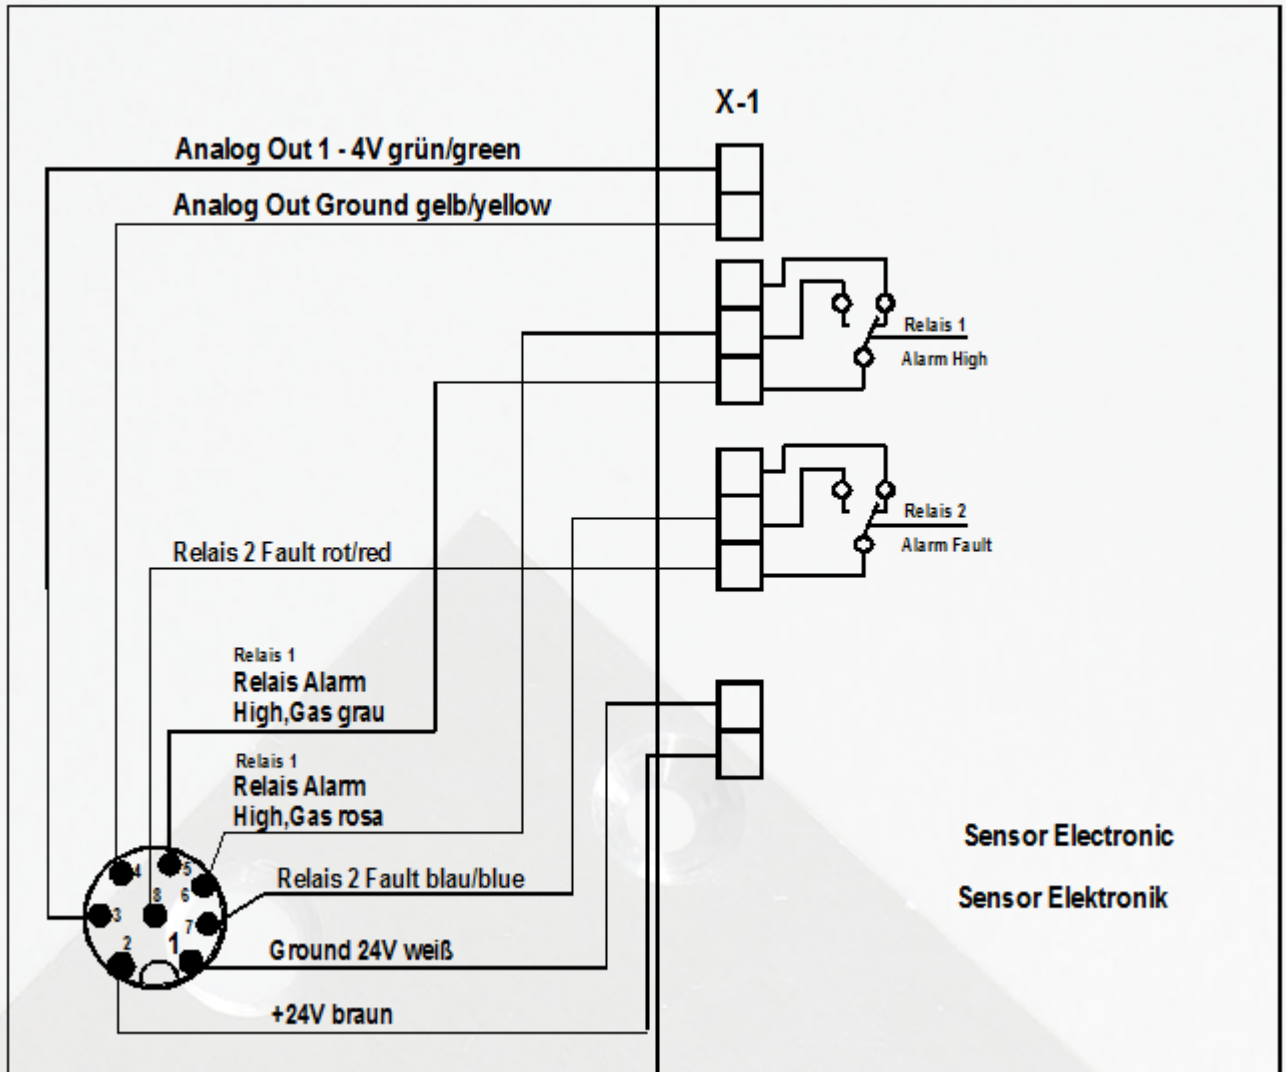 X-1
Analog Out 1 - 4V grün/green
Analog Out Ground gelb/yellow
Relais 1
Alarm High
Relais 2
Alarm Fault
Relais 2 Fault rot/red
Relais 1
Relais Alarm
High,Gas grau
Relais 1
Relais Alarm
High,Gas rosa
Sensor Electronic
Sensor Elektronik
Relais 2 Fault blau/blue
Ground 24V weiß
+24V braun
4
5
6
8
3
7
2
1